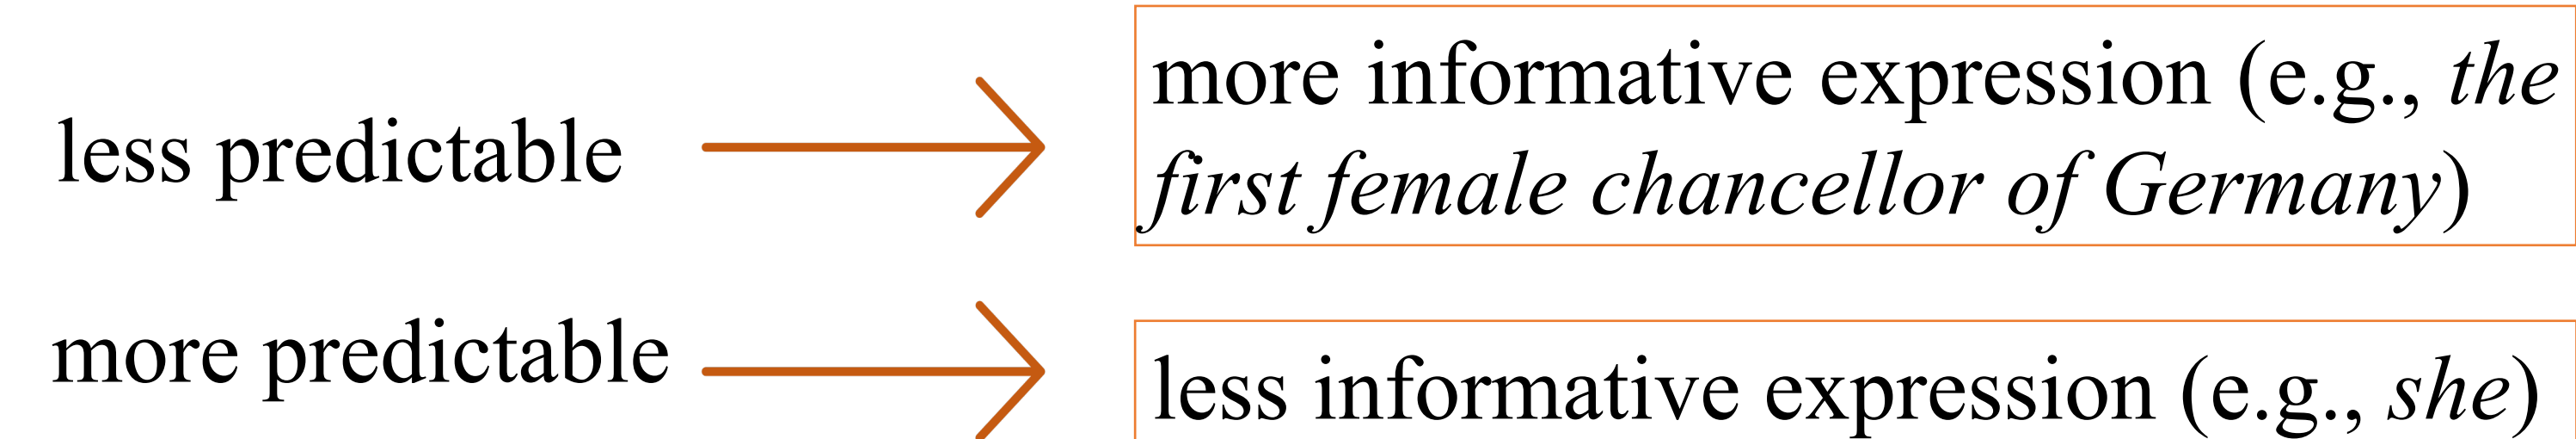 less predictable
more informative expression (e.g., the
first female chancellor of Germany)
more predictable
less informative expression (e.g., she)